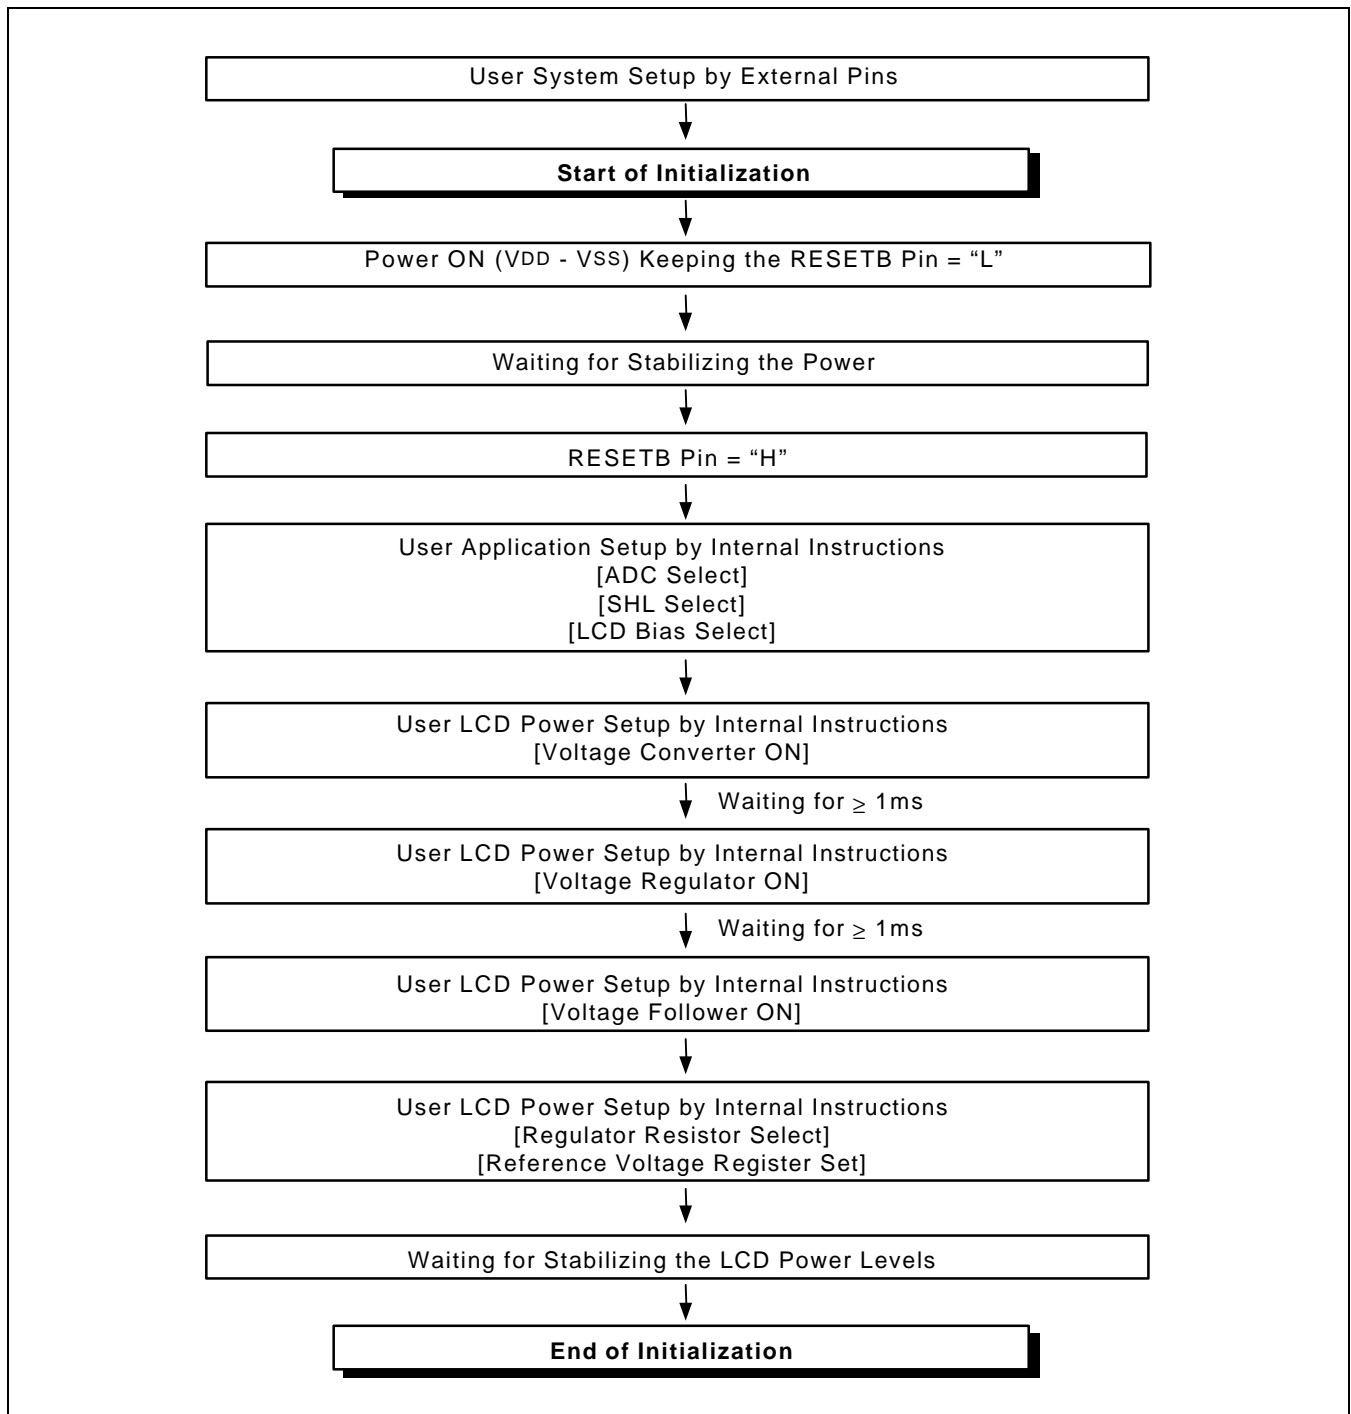 User System Setup by External Pins
Start of Initialization
Power ON (VDD - VSS) Keeping the RESETB Pin = “L”
Waiting for Stabilizing the Power
RESETB Pin = “H”
User Application Setup by Internal Instructions
[ADC Select]
[SHL Select]
[LCD Bias Select]
User LCD Power Setup by Internal Instructions
[Voltage Converter ON]
Waiting for ≥ 1ms
User LCD Power Setup by Internal Instructions
[Voltage Regulator ON]
Waiting for ≥ 1ms
User LCD Power Setup by Internal Instructions
[Voltage Follower ON]
User LCD Power Setup by Internal Instructions
[Regulator Resistor Select]
[Reference Voltage Register Set]
Waiting for Stabilizing the LCD Power Levels
End of Initialization